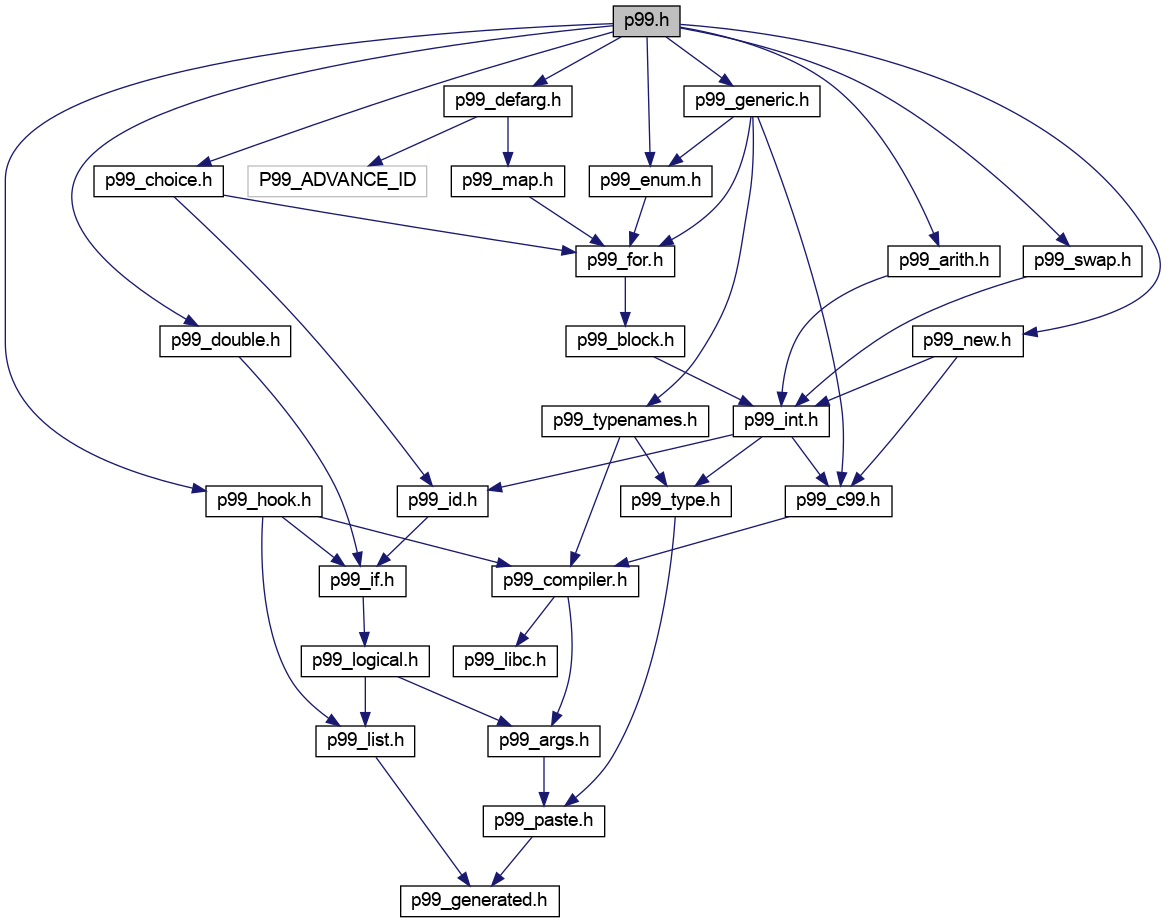 p99.h
p99_defarg.h
p99_generic.h
p99_choice.h
P99_ADVANCE_ID
p99_map.h
p99_enum.h
p99_for.h
p99_arith.h
p99_swap.h
p99_double.h
p99_block.h
p99_new.h
p99_typenames.h
p99_int.h
p99_hook.h
p99_id.h
p99_type.h
p99_c99.h
p99_if.h
p99_compiler.h
p99_logical.h
p99_libc.h
p99_list.h
p99_args.h
p99_paste.h
p99_generated.h